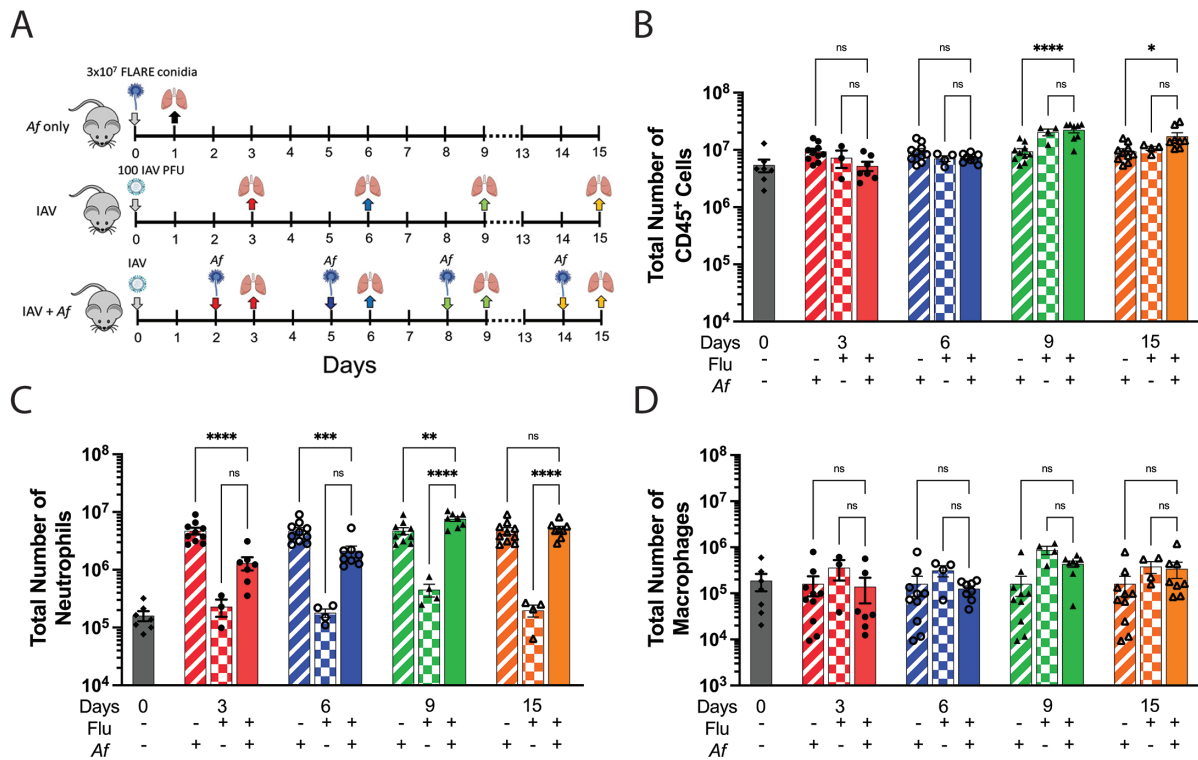 A
3x10⁷ FLARE conidia
Af only
0 1 2 3 4 5 6 7 8 9 13 14 15
100 IAV PFU
IAV
0 1 2 3 4 5 6 7 8 9 13 14 15
IAV Af Af Af Af
IAV + Af
0 1 2 3 4 5 6 7 8 9 13 14 15
Days
B
ns ns **** *
ns ns ns ns
10⁸
10⁷
10⁶
10⁵
10⁴
Total Number of
CD45⁺ Cells
Days 0 3 6 9 15
Flu - - + + - + + - + + - + +
Af - + - + + - + + - + + - +
C
**** *** ** ns
ns ns **** ****
10⁸
10⁷
10⁶
10⁵
10⁴
Total Number of
Neutrophils
Days 0 3 6 9 15
Flu - - + + - + + - + + - + +
Af - + - + + - + + - + + - +
D
ns ns ns ns
ns ns ns ns
10⁸
10⁷
10⁶
10⁵
10⁴
10³
Total Number of
Macrophages
Days 0 3 6 9 15
Flu - - + + - + + - + + - + +
Af - + - + + - + + - + + - +